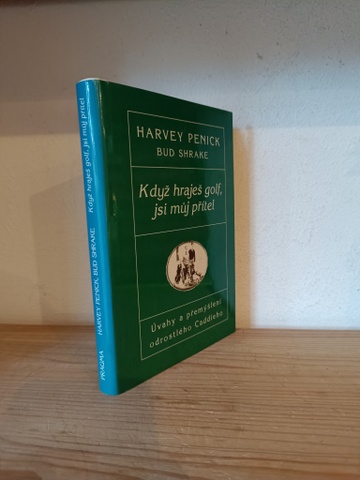 HARVEY PENICK
BUD SHRAKE
Když hraješ golf,
jsi můj přítel
Úvahy a přemýšlení
odrostlého Caddieho
Když hraješ golf, jsi můj přítel
HARVEY PENICK, BUD SHRAKE
PRAGMA